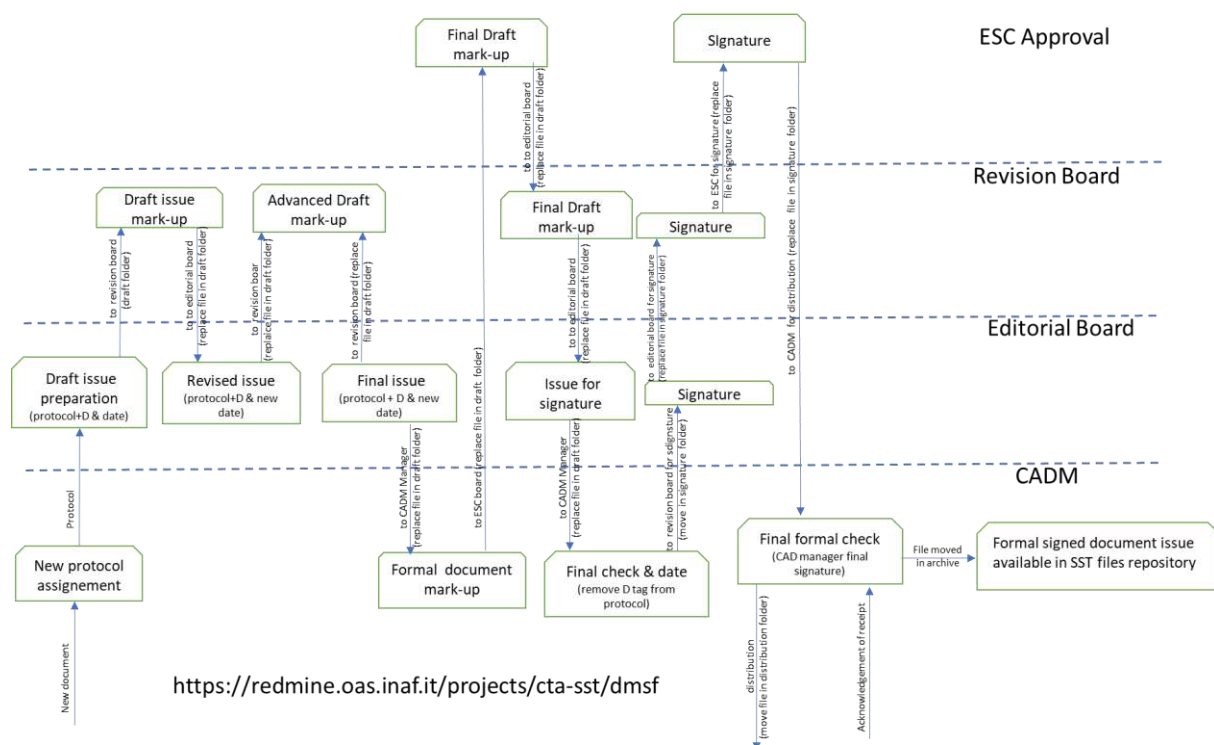 Final Draft
mark-up
SIgnature
ESC Approval
to to editorial board
(replace file in draft folder)
to ESC for signature (replace
file in signature folder)
Revision Board
Draft issue
mark-up
Advanced Draft
mark-up
Final Draft
mark-up
Signature
to revision board
(draft folder)
to to editorial board
(replace file in draft folder)
to revision boar
(replalce file in draft folder)
to revision board (replace
file in draft folder)
to ESC board (replace file in draft folder)
to to editorial board
(replace file in draft folder)
to editorial board for signature
(replace file in signature folder)
to CADM for distribution (replace file in signature folder)
Editorial Board
Draft issue
preparation
(protocol+D & date)
Revised issue
(protocol+D & new
date)
Final issue
(protocol + D & new
date)
Issue for
signature
Signature
CADM
Protocol
to CADM Manager
(replace file in draft folder)
to CADM Manager
(replace file in draft folder)
to revision board for sdignsture
(move in signature folder)
New protocol
assignement
Formal document
mark-up
Final check & date
(remove D tag from
protocol)
Final formal check
(CAD manager final
signature)
File moved
in archive
Formal signed document issue
available in SST files repository
New document
https://redmine.oas.inaf.it/projects/cta-sst/dmsf
distribution
(move file in distribution folder)
Acknowledgement of receipt